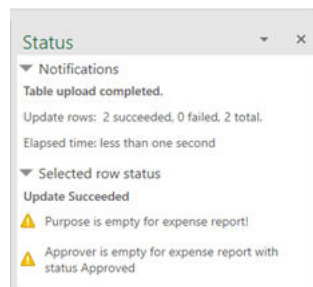 Status
Notifications
Table upload completed.
Update rows: 2 succeeded, 0 failed, 2 total.
Elapsed time: less than one second
Selected row status
Update Succeeded
Purpose is empty for expense report!
Approver is empty for expense report with
status Approved